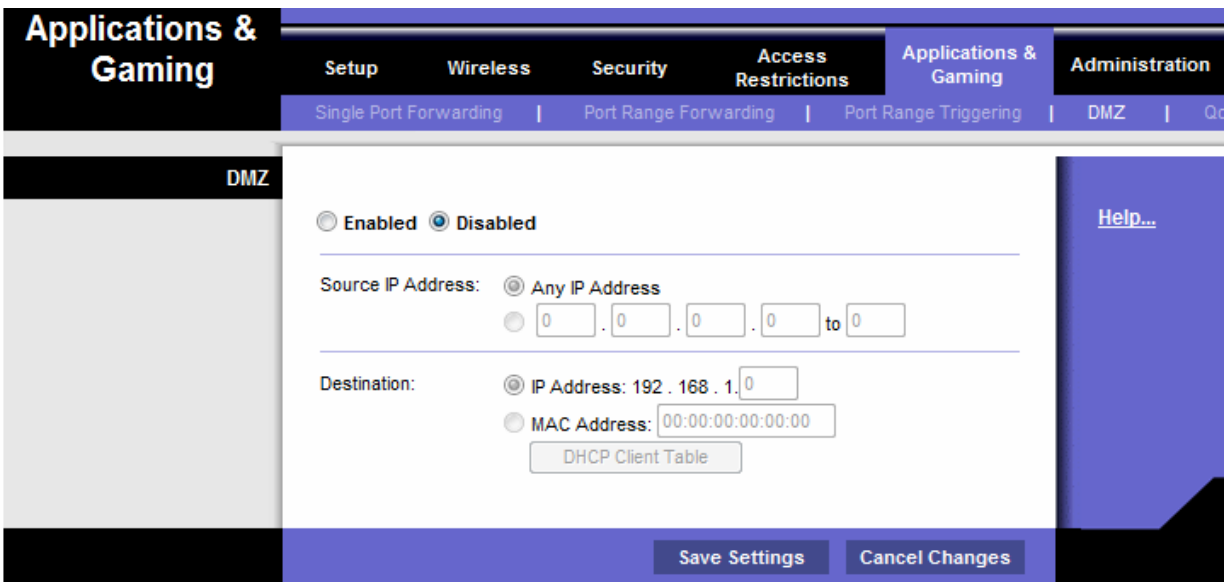 Applications & Gaming
Setup Wireless Security Access Restrictions Applications & Gaming Administration
Single Port Forwarding | Port Range Forwarding | Port Range Triggering | DMZ |
DMZ
Enabled Disabled
Help...
Source IP Address: Any IP Address
0 . 0 . 0 . 0 to 0
Destination: IP Address: 192 . 168 . 1. 0
MAC Address: 00:00:00:00:00:00
DHCP Client Table
Save Settings Cancel Changes